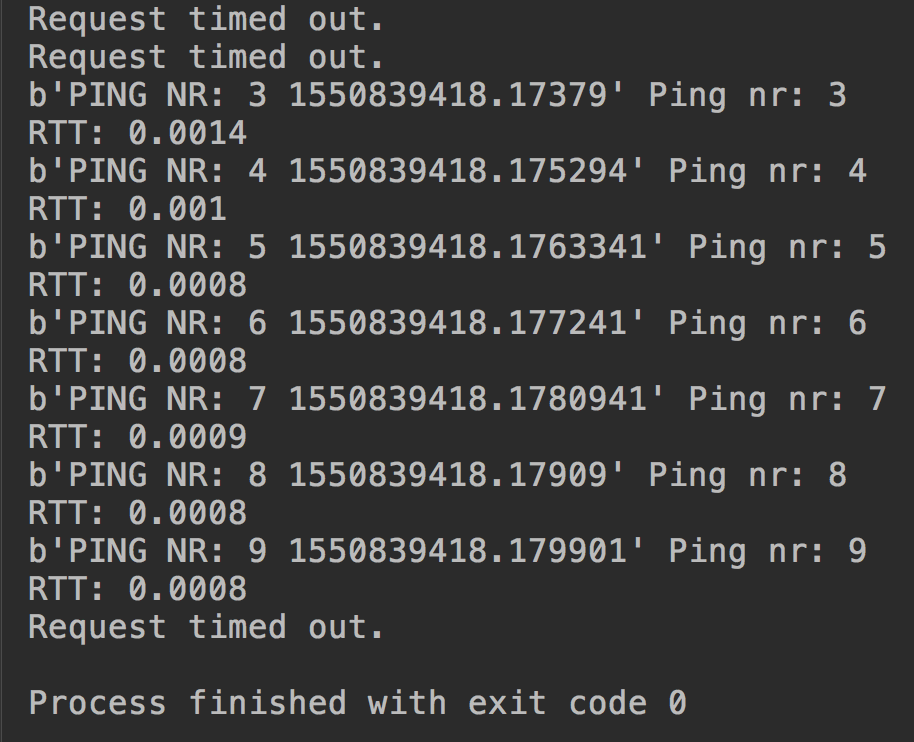 Request timed out.
Request timed out.
b'PING NR: 3 1550839418.17379' Ping nr: 3
RTT: 0.0014
b'PING NR: 4 1550839418.175294' Ping nr: 4
RTT: 0.001
b'PING NR: 5 1550839418.1763341' Ping nr: 5
RTT: 0.0008
b'PING NR: 6 1550839418.177241' Ping nr: 6
RTT: 0.0008
b'PING NR: 7 1550839418.1780941' Ping nr: 7
RTT: 0.0009
b'PING NR: 8 1550839418.17909' Ping nr: 8
RTT: 0.0008
b'PING NR: 9 1550839418.179901' Ping nr: 9
RTT: 0.0008
Request timed out.
Process finished with exit code 0